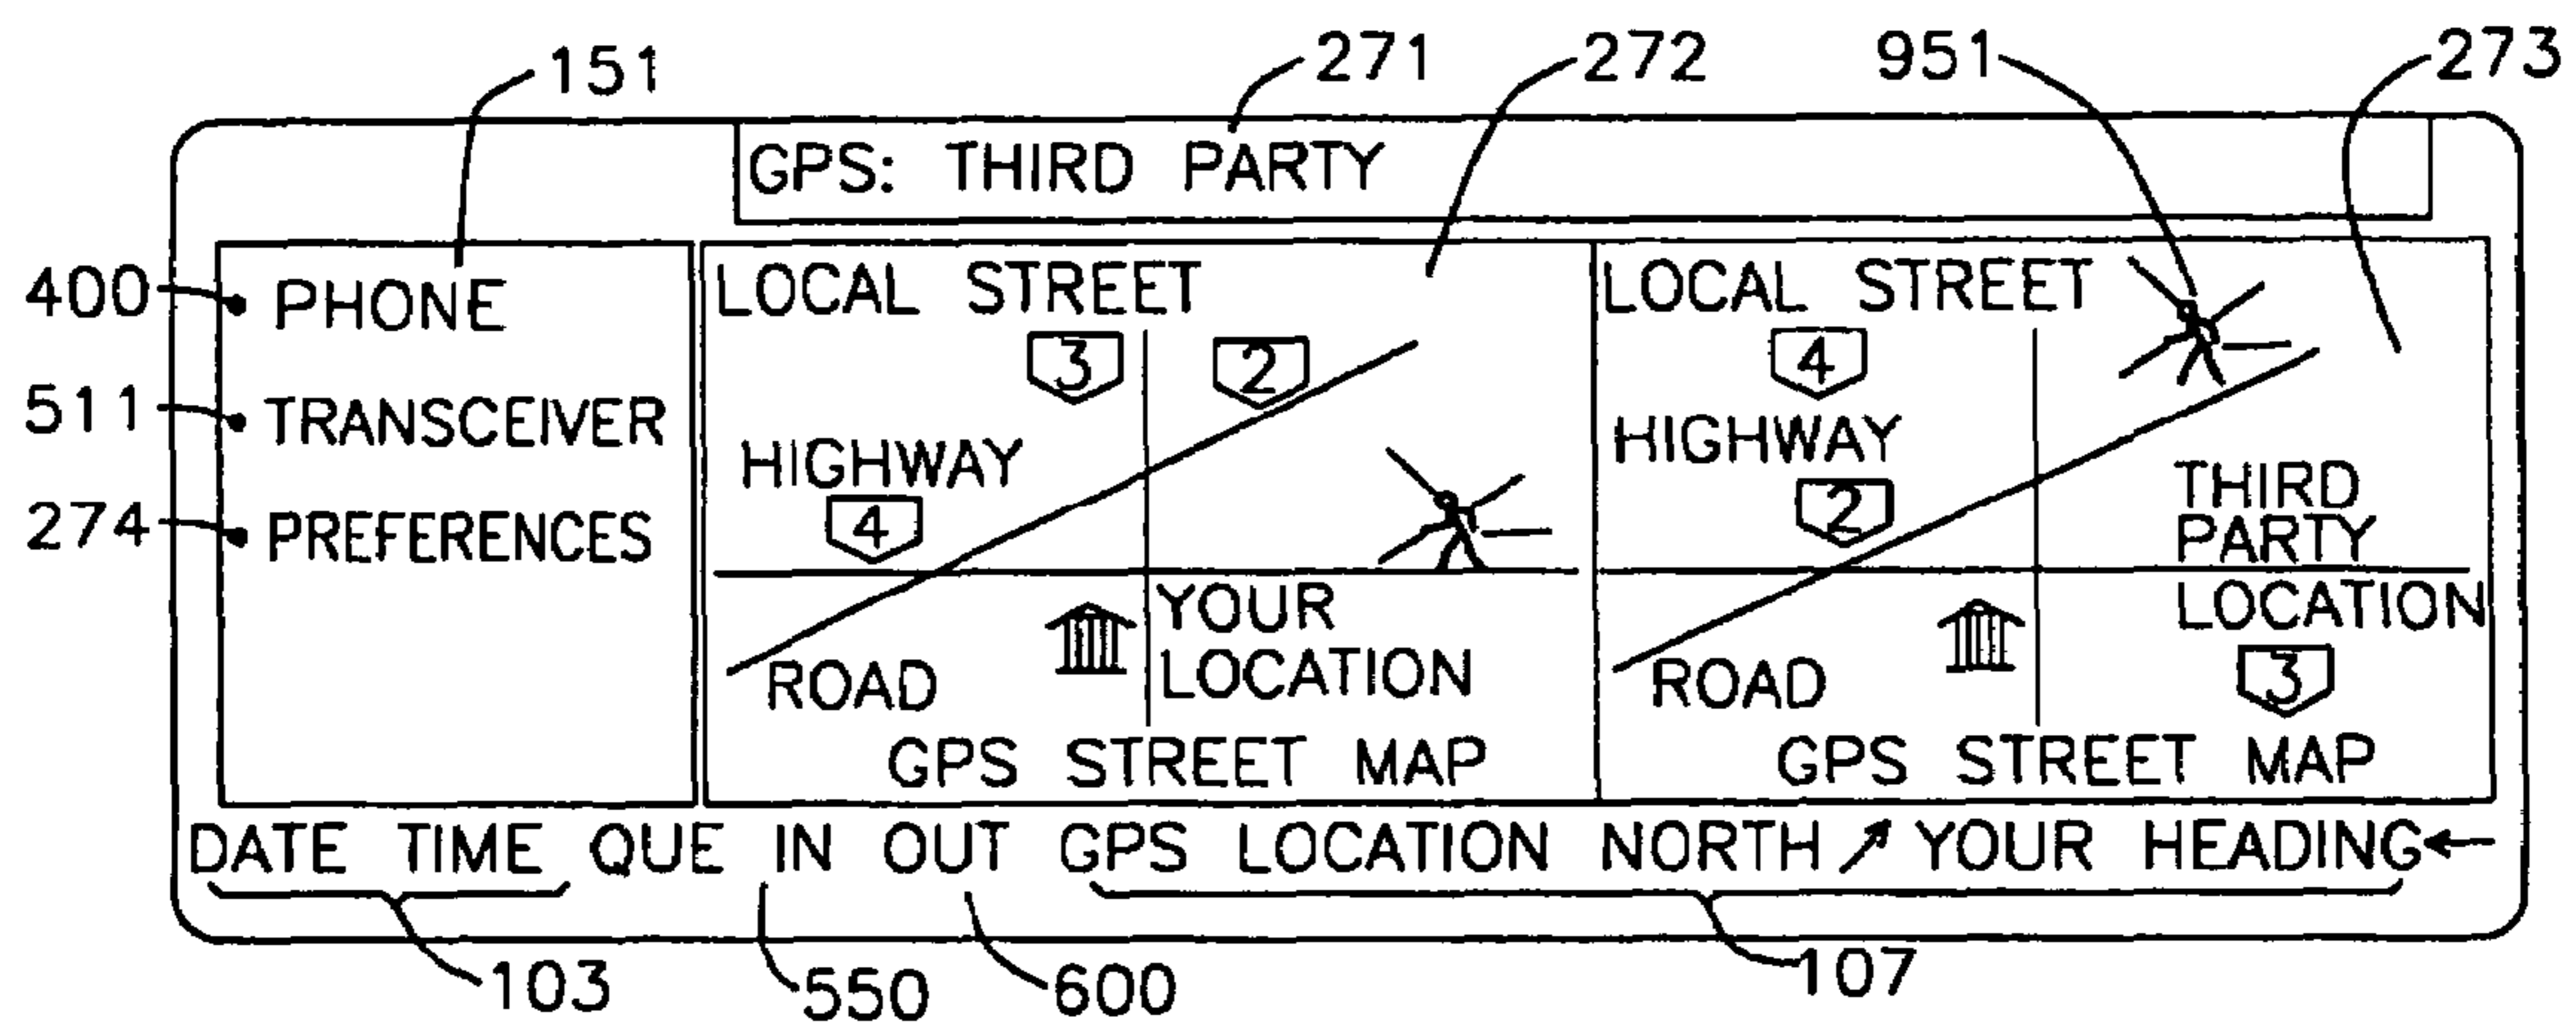 151 271 272 951 273
GPS: THIRD PARTY
400 PHONE
511 TRANSCEIVER
274 PREFERENCES
LOCAL STREET
3 2
HIGHWAY
4
YOUR
LOCATION
ROAD
GPS STREET MAP
LOCAL STREET
4
HIGHWAY
2
THIRD
PARTY
LOCATION
ROAD
3
GPS STREET MAP
DATE TIME QUE IN OUT GPS LOCATION NORTH YOUR HEADING
103 550 600 107